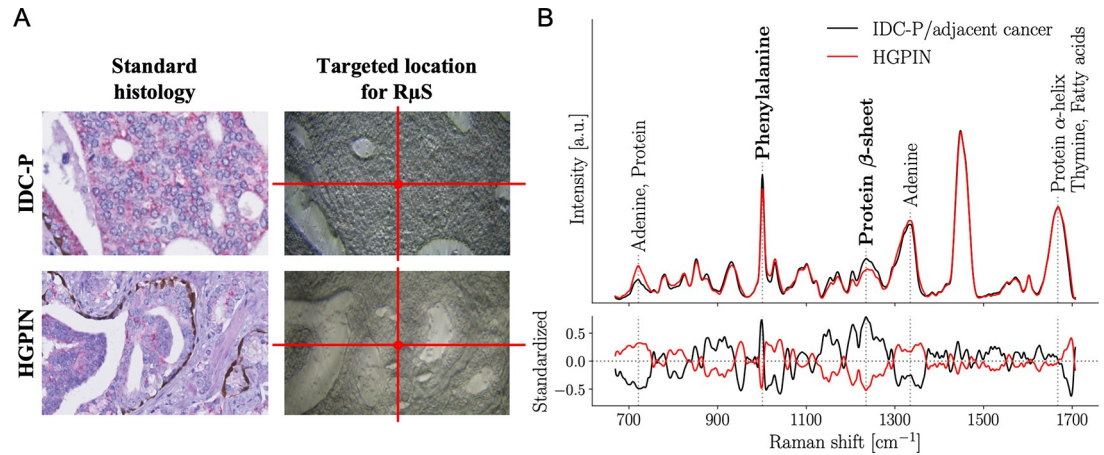 A
Standard
histology
Targeted location
for RμS
IDC-P
HGPIN
B
IDC-P/adjacent cancer
HGPIN
Intensity [a.u.]
Adenine, Protein
Phenylalanine
Protein β-sheet
Adenine
Protein α-helix
Thymine, Fatty acids
Standardized
0.5
0.0
−0.5
700
900
1100
1300
1500
1700
Raman shift [cm⁻¹]